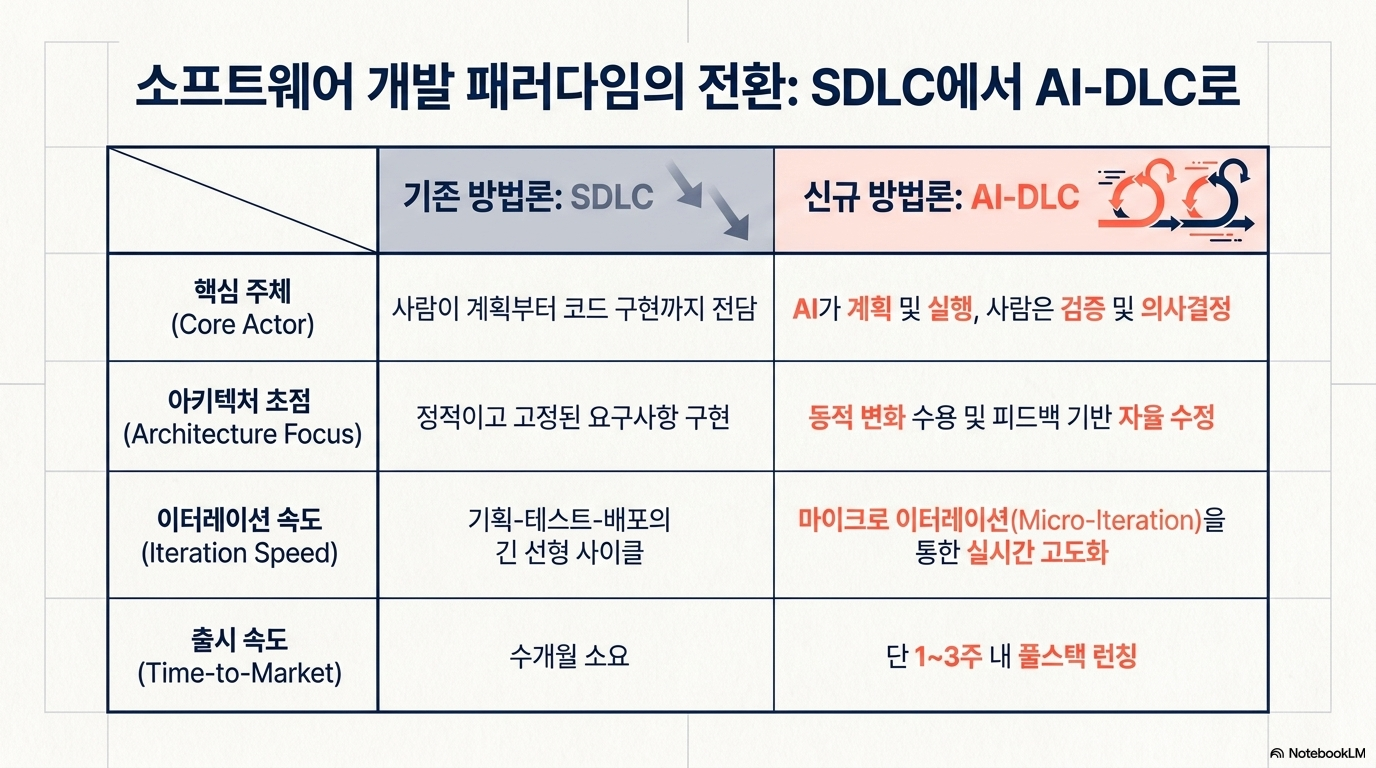 소프트웨어 개발 패러다임의 전환: SDLC에서 AI-DLC로
기존 방법론: SDLC
신규 방법론: AI-DLC
핵심 주체
(Core Actor)
사람이 계획부터 코드 구현까지 전담
AI가 계획 및 실행, 사람은 검증 및 의사결정
아키텍처 초점
(Architecture Focus)
정적이고 고정된 요구사항 구현
동적 변화 수용 및 피드백 기반 자율 수정
이터레이션 속도
(Iteration Speed)
기획-테스트-배포의
긴 선형 사이클
마이크로 이터레이션(Micro-Iteration)을
통한 실시간 고도화
출시 속도
(Time-to-Market)
수개월 소요
단 1~3주 내 풀스택 런칭
NotebookLM